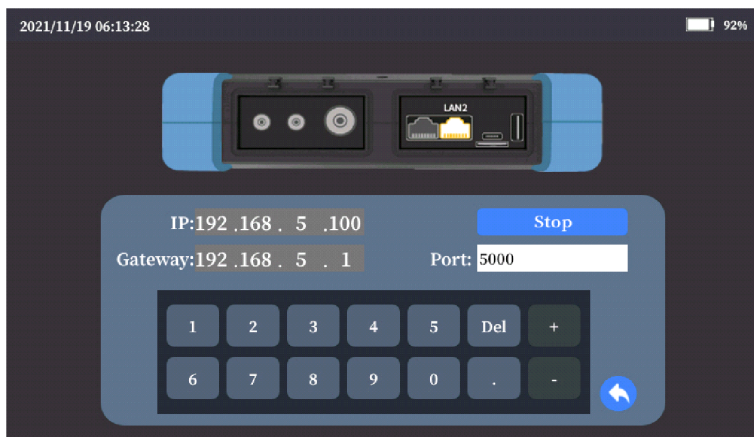 2021/11/19 06:13:28 92%
LAN2
IP:192 .168 . 5 .100 Stop
Gateway:192 .168 . 5 . 1 Port: 5000
1 2 3 4 5 Del +
6 7 8 9 0 . -